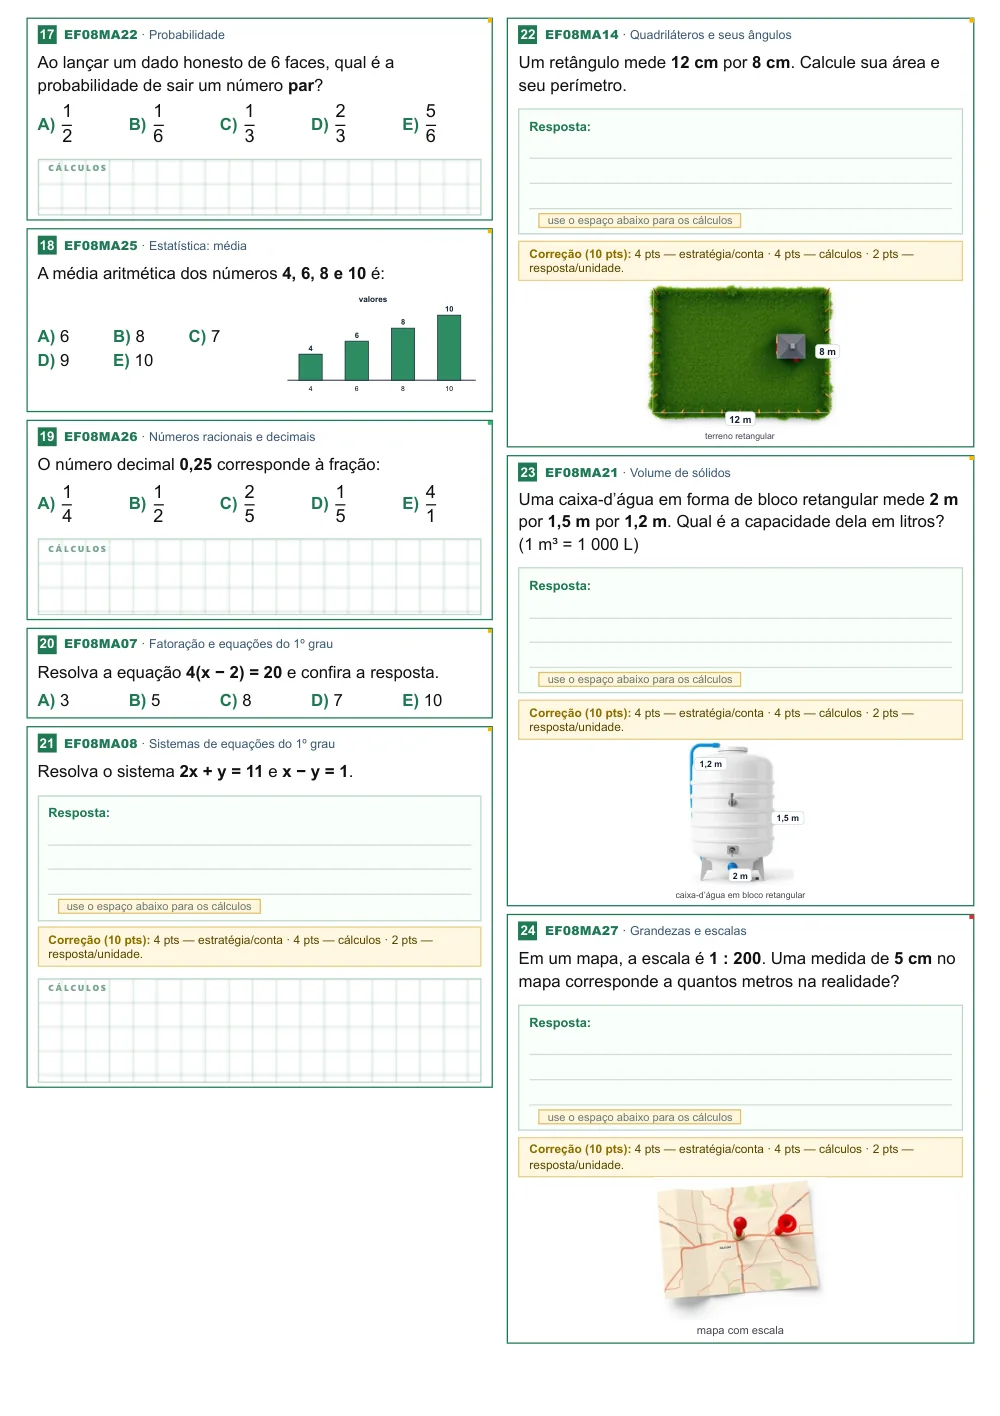 17 EF08MA22 · Probabilidade
Ao lançar um dado honesto de 6 faces, qual é a
probabilidade de sair um número par?
A) 1/2 B) 1/6 C) 1/3 D) 2/3 E) 5/6
CÁLCULOS
18 EF08MA25 · Estatística: média
A média aritmética dos números 4, 6, 8 e 10 é:
A) 6 B) 8 C) 7
D) 9 E) 10
valores
4 6 8 10
4 6 8 10
19 EF08MA26 · Números racionais e decimais
O número decimal 0,25 corresponde à fração:
A) 1/4 B) 1/2 C) 2/5 D) 1/5 E) 4/1
CÁLCULOS
20 EF08MA07 · Fatoração e equações do 1º grau
Resolva a equação 4(x − 2) = 20 e confira a resposta.
A) 3 B) 5 C) 8 D) 7 E) 10
21 EF08MA08 · Sistemas de equações do 1º grau
Resolva o sistema 2x + y = 11 e x − y = 1.
Resposta:
use o espaço abaixo para os cálculos
Correção (10 pts): 4 pts — estratégia/conta · 4 pts — cálculos · 2 pts —
resposta/unidade.
CÁLCULOS
22 EF08MA14 · Quadriláteros e seus ângulos
Um retângulo mede 12 cm por 8 cm. Calcule sua área e
seu perímetro.
Resposta:
use o espaço abaixo para os cálculos
Correção (10 pts): 4 pts — estratégia/conta · 4 pts — cálculos · 2 pts —
resposta/unidade.
8 m
12 m
terreno retangular
23 EF08MA21 · Volume de sólidos
Uma caixa-d’água em forma de bloco retangular mede 2 m
por 1,5 m por 1,2 m. Qual é a capacidade dela em litros?
(1 m³ = 1 000 L)
Resposta:
use o espaço abaixo para os cálculos
Correção (10 pts): 4 pts — estratégia/conta · 4 pts — cálculos · 2 pts —
resposta/unidade.
1,2 m
1,5 m
2 m
caixa-d’água em bloco retangular
24 EF08MA27 · Grandezas e escalas
Em um mapa, a escala é 1 : 200. Uma medida de 5 cm no
mapa corresponde a quantos metros na realidade?
Resposta:
use o espaço abaixo para os cálculos
Correção (10 pts): 4 pts — estratégia/conta · 4 pts — cálculos · 2 pts —
resposta/unidade.
mapa com escala